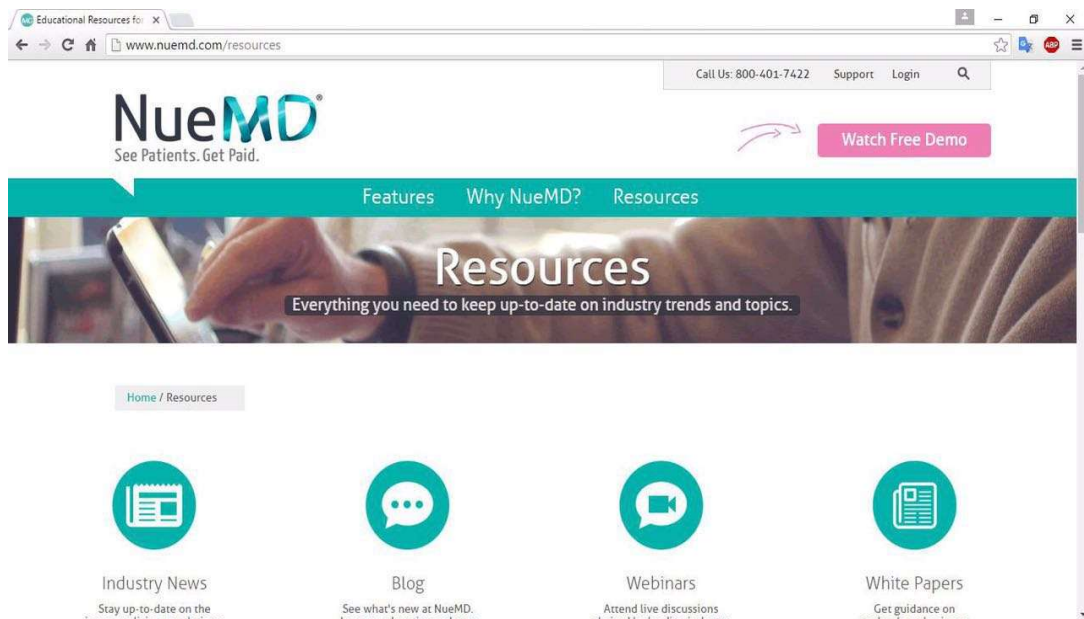 Educational Resources fo
www.nuemd.com/resources
ABP
Call Us: 800-401-7422 Support Login
NueMD®
See Patients. Get Paid.
Watch Free Demo
Features Why NueMD? Resources
Resources
Everything you need to keep up-to-date on industry trends and topics.
Home / Resources
Industry News Blog Webinars White Papers
Stay up-to-date on the See what's new at NueMD. Attend live discussions Get guidance on